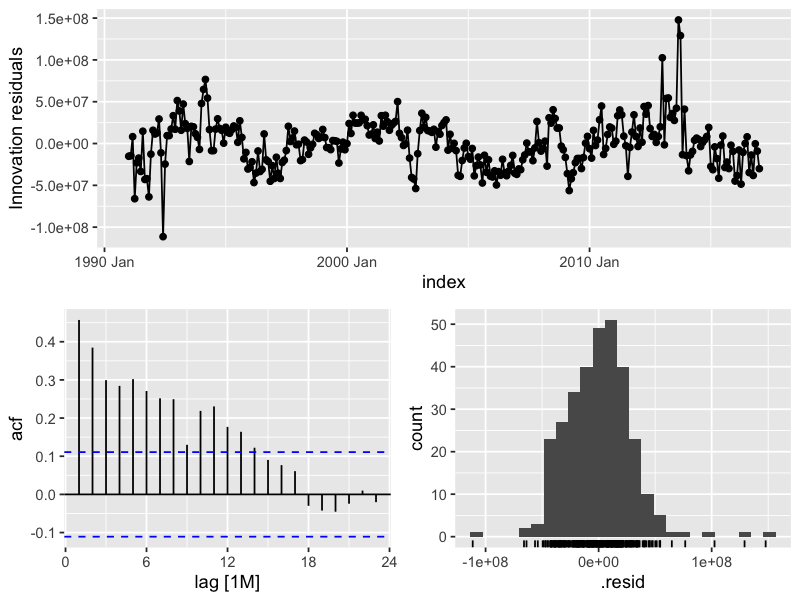 Innovation residuals
1.5e+08
1.0e+08
5.0e+07
0.0e+00
-5.0e+07
-1.0e+08
1990 Jan 2000 Jan 2010 Jan
index
acf
0.4
0.3
0.2
0.1
0.0
-0.1
0 6 12 18 24
lag [1M]
count
50
40
30
20
10
0
-1e+08 0e+00 1e+08
.resid